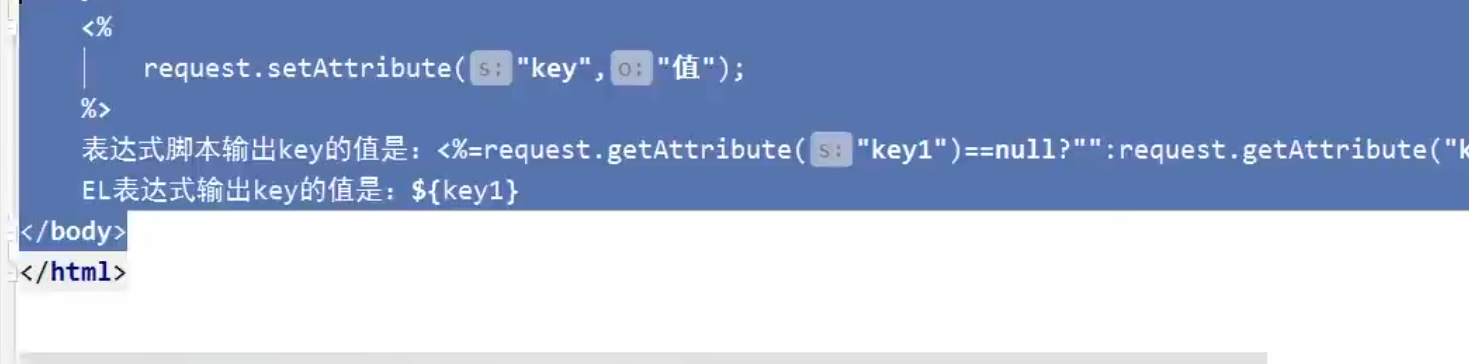 <%
request.setAttribute( s: "key", o: "值");
%>
表达式脚本输出key的值是：<%=request.getAttribute( s: "key1")==null?"":request.getAttribute("k
EL表达式输出key的值是：${key1}
</body>
</html>